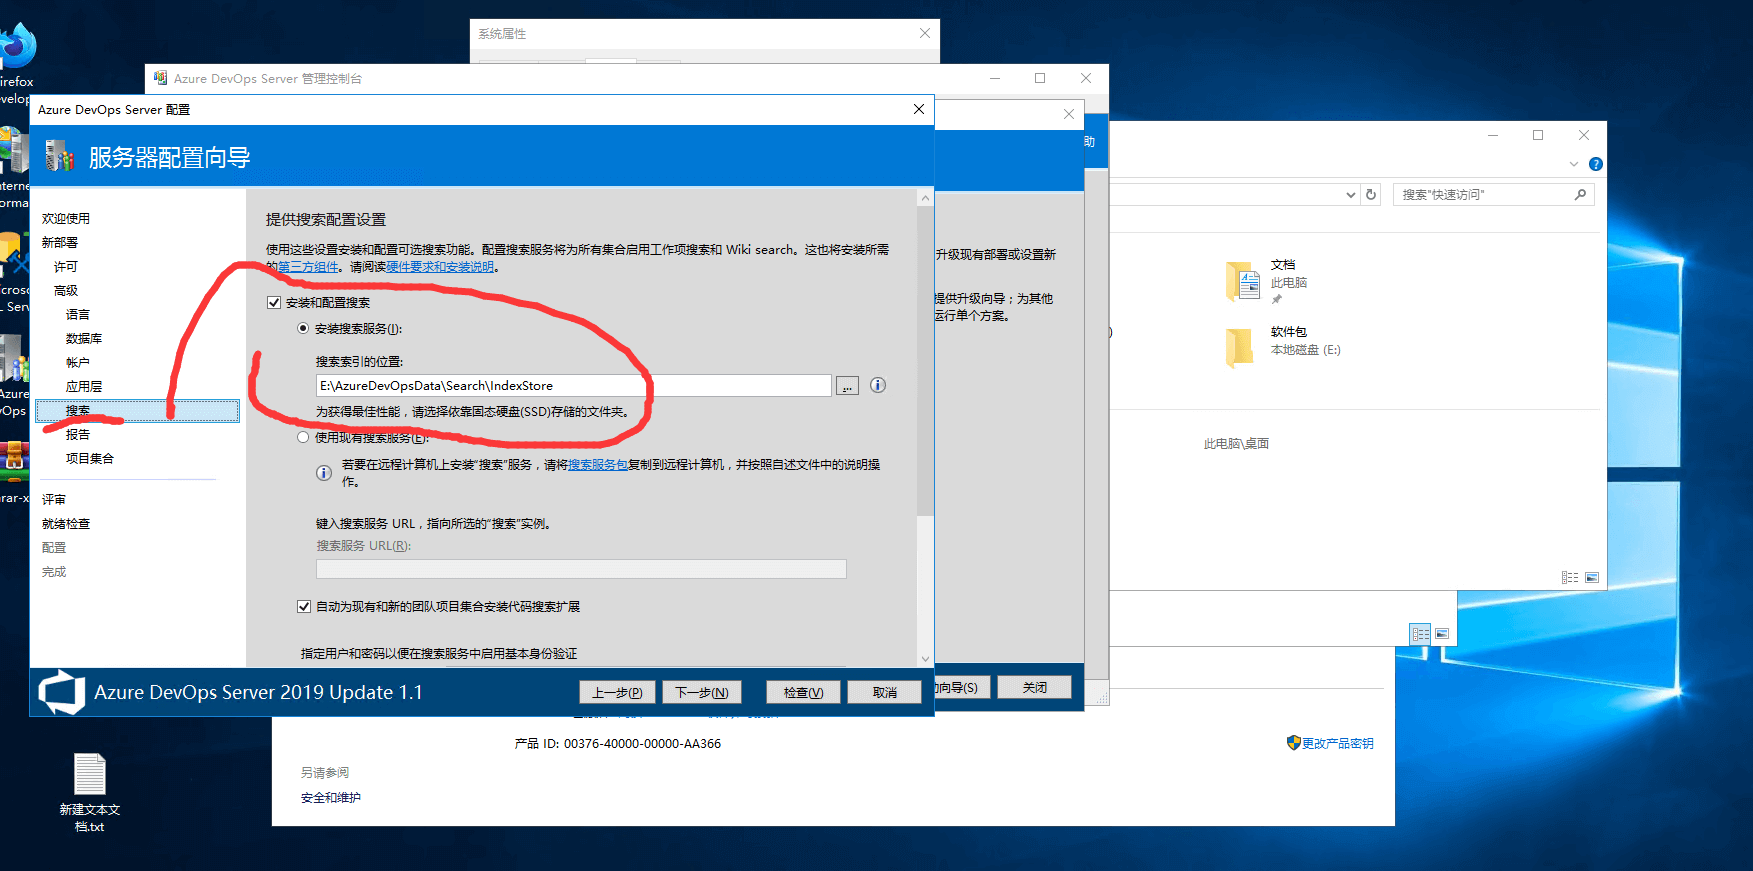 系统属性
Azure DevOps Server 管理控制台
Azure DevOps Server 配置
服务器配置向导
助
搜索"快速访问"
欢迎使用
新部署
许可
高级
语言
数据库
帐户
应用层
搜索
报告
项目集合
评审
就绪检查
配置
完成
提供搜索配置设置
使用这些设置安装和配置可选搜索功能。配置搜索服务将为所有集合启用工作项搜索和 Wiki search。这也将安装所需
的第三方组件。请阅读硬件要求和安装说明。
安装和配置搜索
安装搜索服务(I):
搜索索引的位置:
E:\AzureDevOpsData\Search\IndexStore
...
为获得最佳性能，请选择依靠固态硬盘(SSD)存储的文件夹。
使用现有搜索服务(E):
若要在远程计算机上安装"搜索"服务，请将搜索服务包复制到远程计算机，并按照自述文件中的说明操
作。
键入搜索服务 URL，指向所选的"搜索"实例。
搜索服务 URL(R):
自动为现有和新的团队项目集合安装代码搜索扩展
指定用户和密码以便在搜索服务中启用基本身份验证
Azure DevOps Server 2019 Update 1.1
上一步(P)
下一步(N)
检查(V)
取消
升级现有部署或设置新
提供升级向导；为其他
运行单个方案。
向导(S)
关闭
文档
此电脑
软件包
本地磁盘 (E:)
此电脑\桌面
产品 ID: 00376-40000-00000-AA366
更改产品密钥
另请参阅
安全和维护
irefox
evelop
nterne
orma
icroso
L Serv
Azure
vOps
rar-x
新建文本文
档.txt